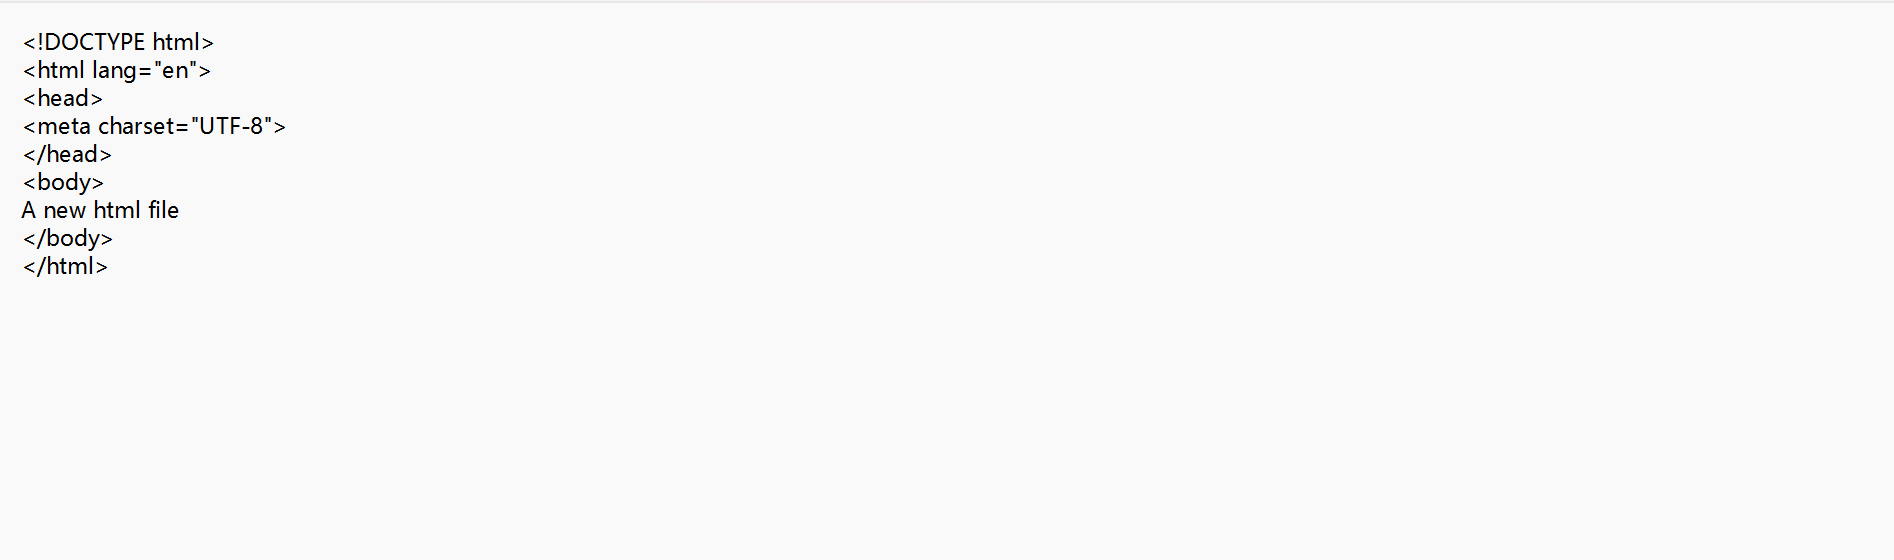 <!DOCTYPE html>
<html lang="en">
<head>
<meta charset="UTF-8">
</head>
<body>
A new html file
</body>
</html>